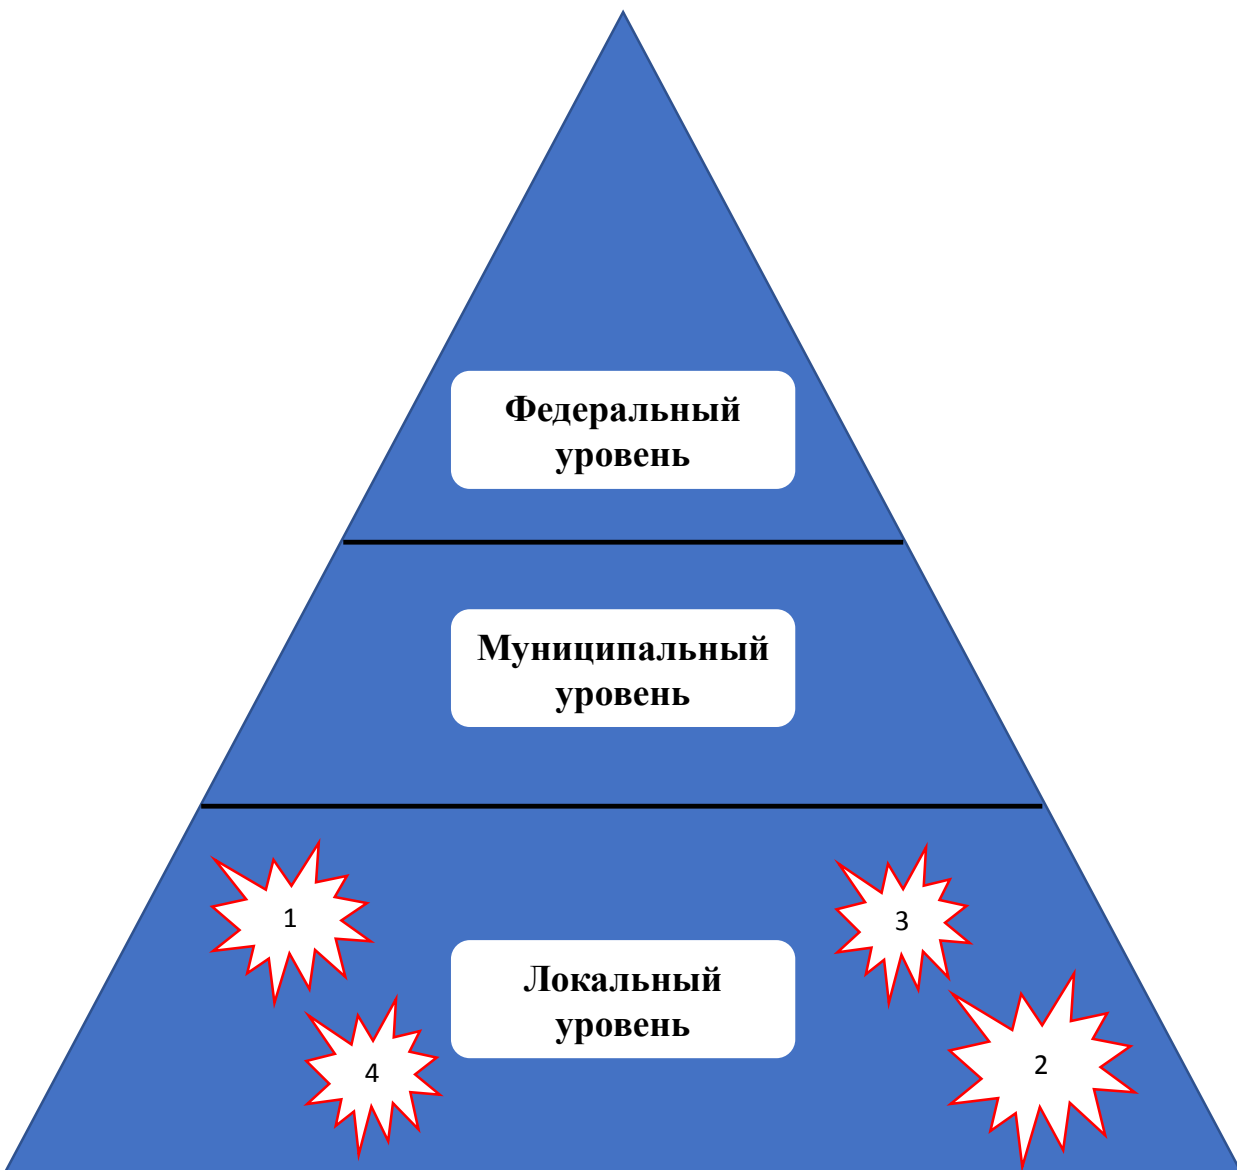 Федеральный
уровень
Муниципальный
уровень
1
3
Локальный
уровень
4
2